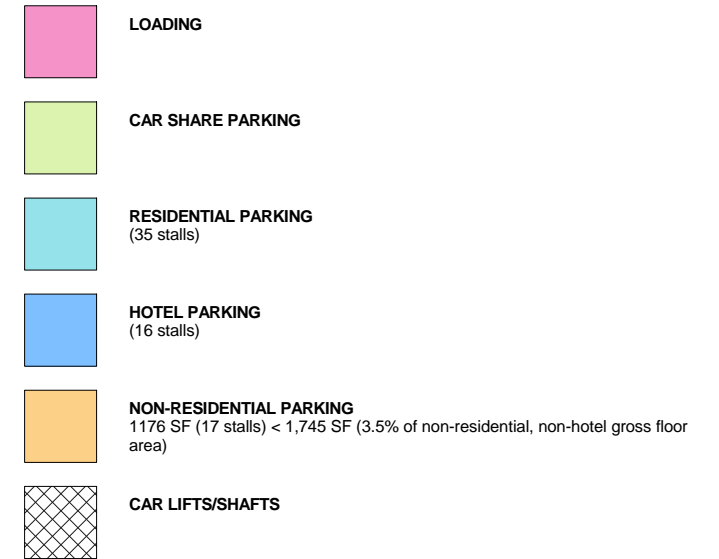 LOADING
CAR SHARE PARKING
RESIDENTIAL PARKING
(35 stalls)
HOTEL PARKING
(16 stalls)
NON-RESIDENTIAL PARKING
1176 SF (17 stalls) < 1,745 SF (3.5% of non-residential, non-hotel gross floor
area)
CAR LIFTS/SHAFTS